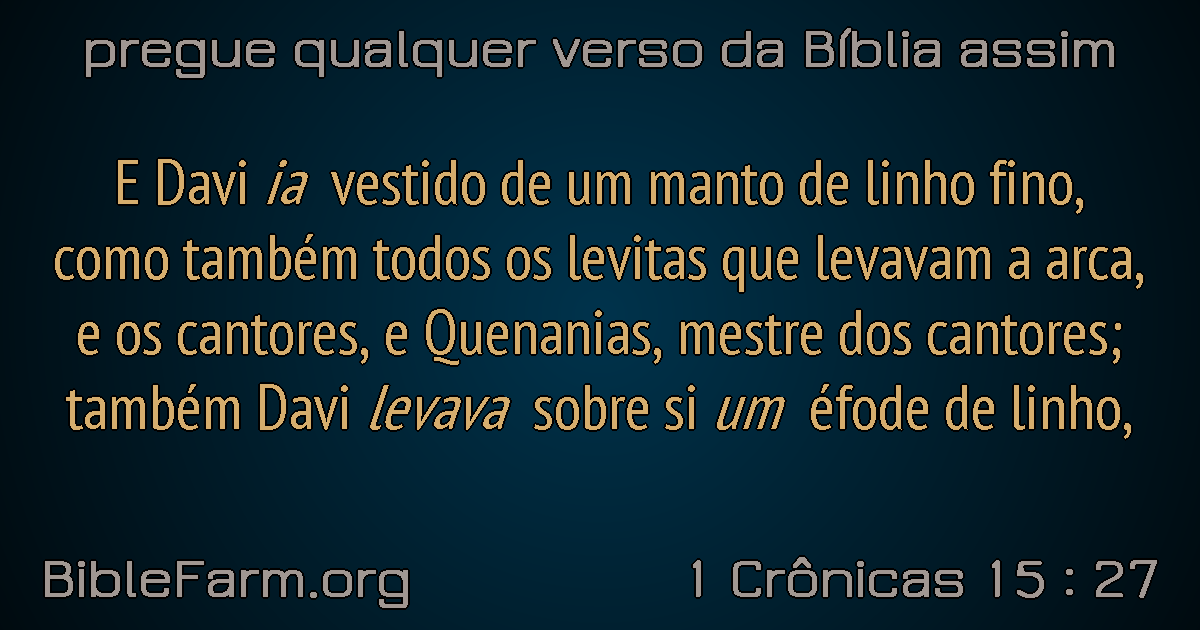 pregue qualquer verso da Bíblia assim
E Davi ia vestido de um manto de linho fino,
como também todos os levitas que levavam a arca,
e os cantores, e Quenanias, mestre dos cantores;
também Davi levava sobre si um éfode de linho,
BibleFarm.org
1 Crônicas 15 : 27